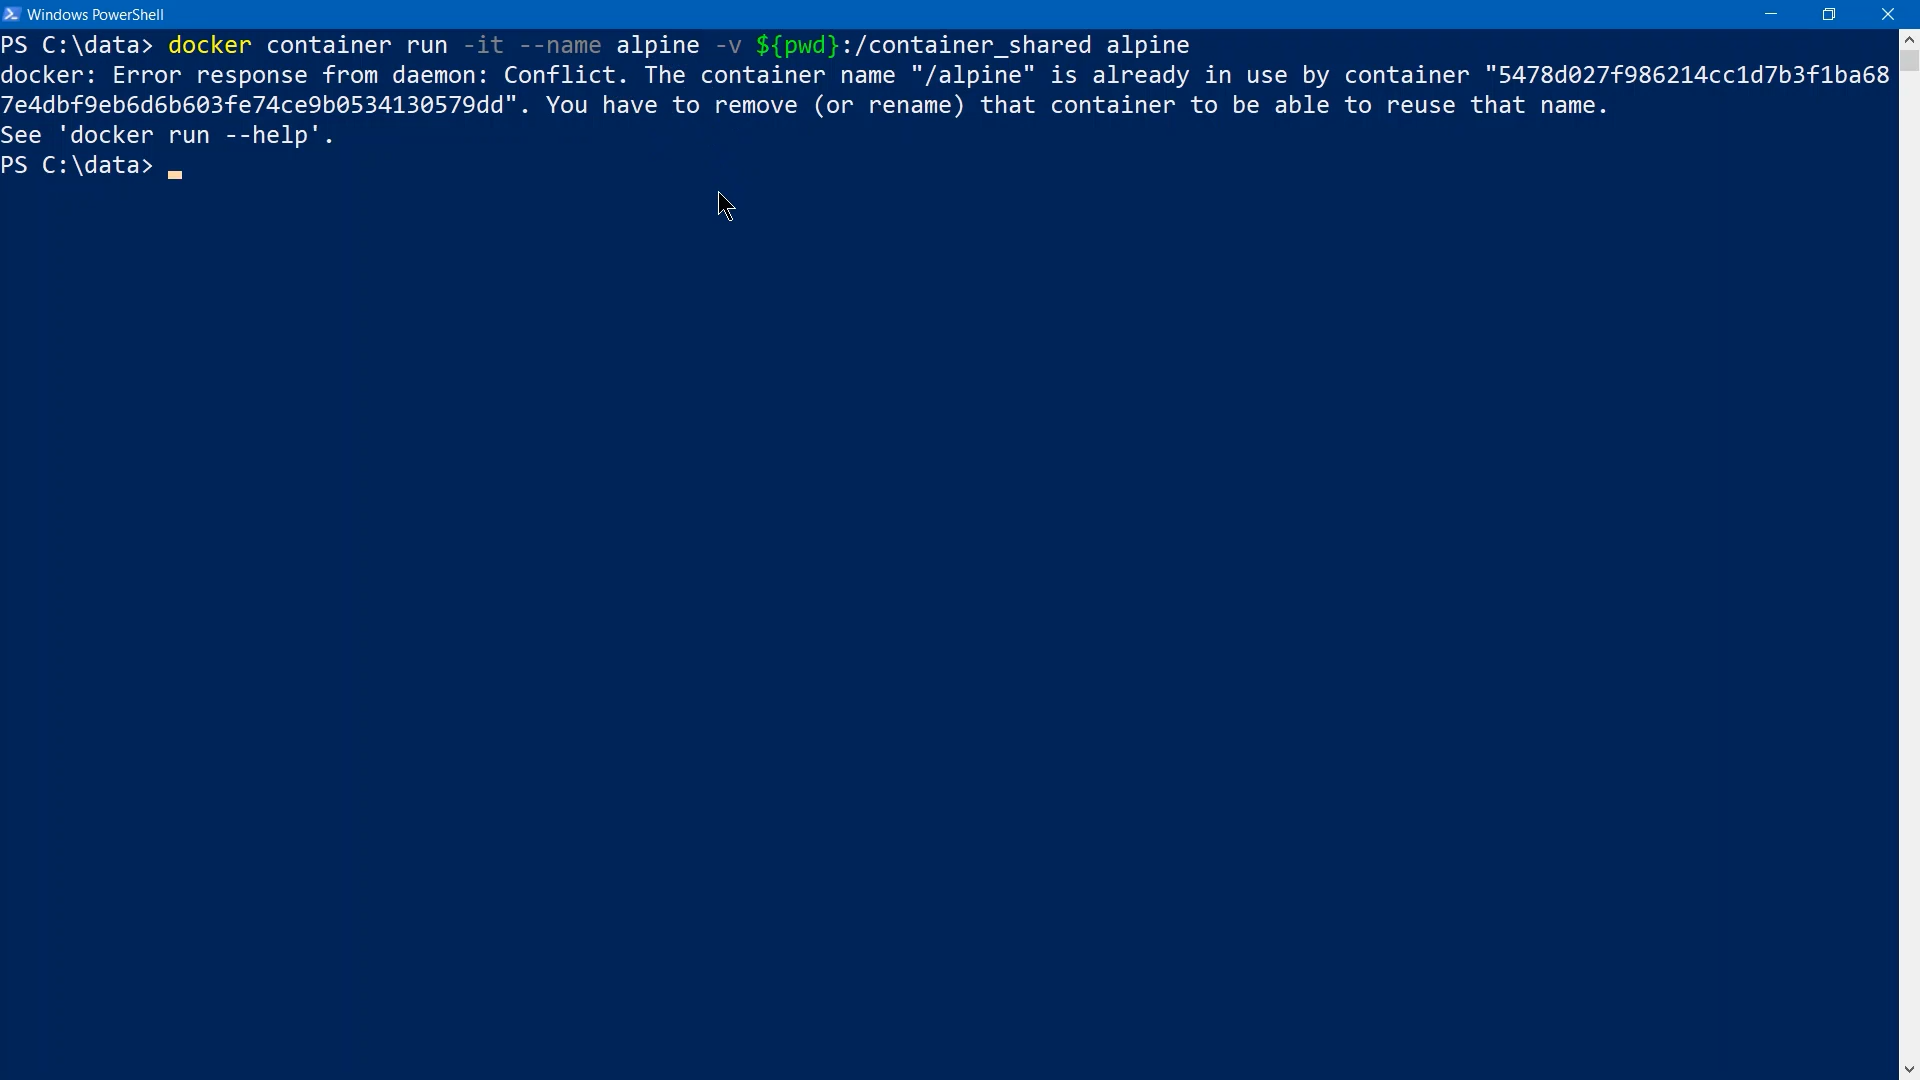 Windows PowerShell
PS C:\data> docker container run -it --name alpine -v ${pwd}:/container_shared alpine
docker: Error response from daemon: Conflict. The container name "/alpine" is already in use by container "5478d027f986214cc1d7b3f1ba68
7e4dbf9eb6d6b603fe74ce9b0534130579dd". You have to remove (or rename) that container to be able to reuse that name.
See 'docker run --help'.
PS C:\data>